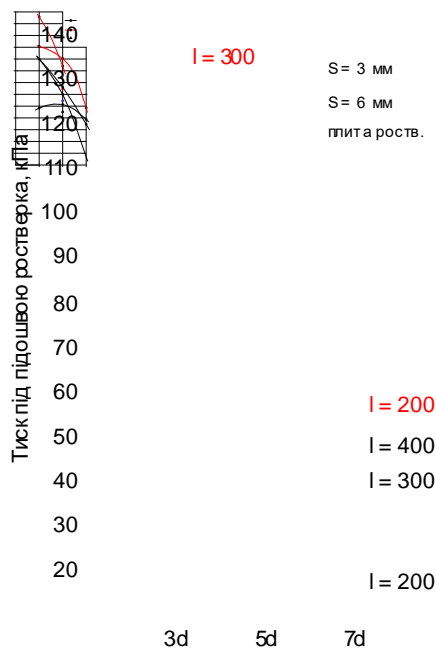 140
l = 300
S = 3 мм
130
S = 6 мм
120
плита роств.
110
Тиск під підошвою ростверка, кПа
100
90
80
70
60
l = 200
50
l = 400
40
l = 300
30
20
l = 200
3d 5d 7d